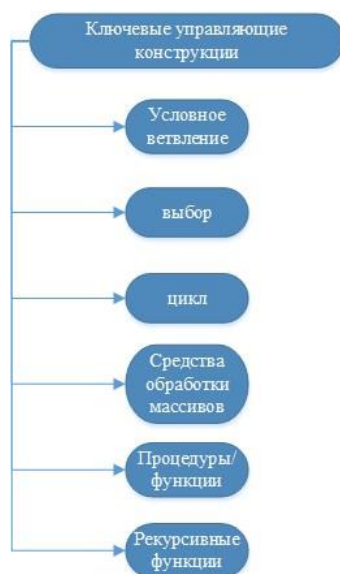 Ключевые управляющие
конструкции
Условное
ветвление
выбор
цикл
Средства
обработки
массивов
Процедуры/
функции
Рекурсивные
функции